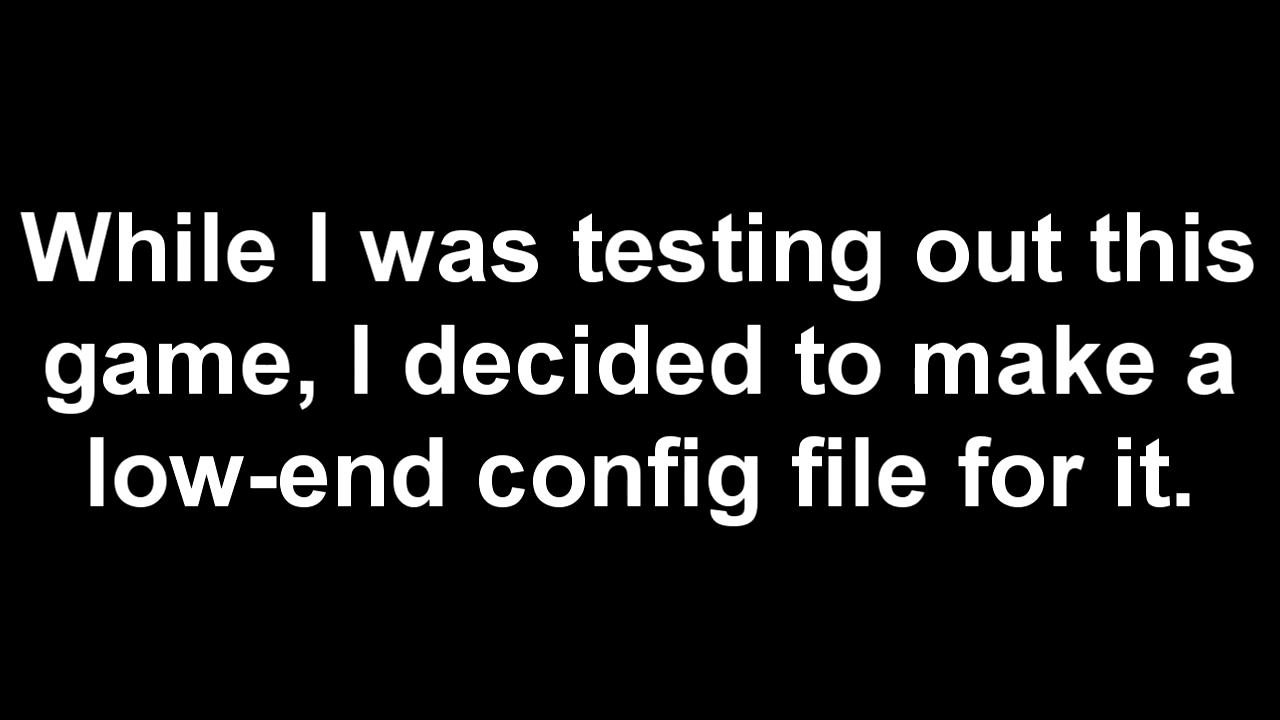 While I was testing out this
game, I decided to make a
low-end config file for it.